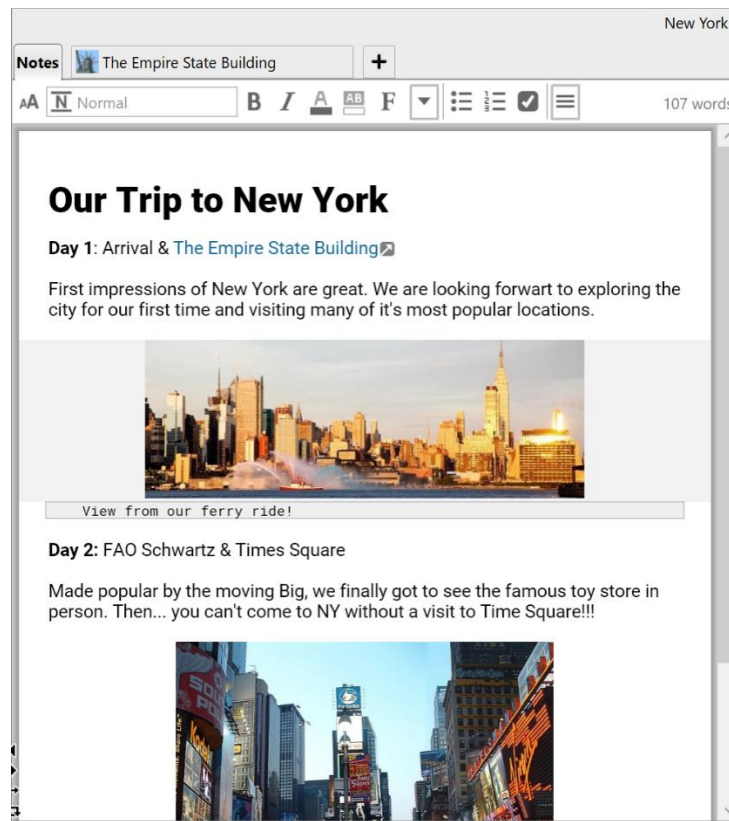 New York
Notes
The Empire State Building
+
AA N Normal B I A AB F
107 words
Our Trip to New York
Day 1: Arrival & The Empire State Building
First impressions of New York are great. We are looking forwart to exploring the
city for our first time and visiting many of it's most popular locations.
View from our ferry ride!
Day 2: FAO Schwartz & Times Square
Made popular by the moving Big, we finally got to see the famous toy store in
person. Then... you can't come to NY without a visit to Time Square!!!
Kodak
Virgin